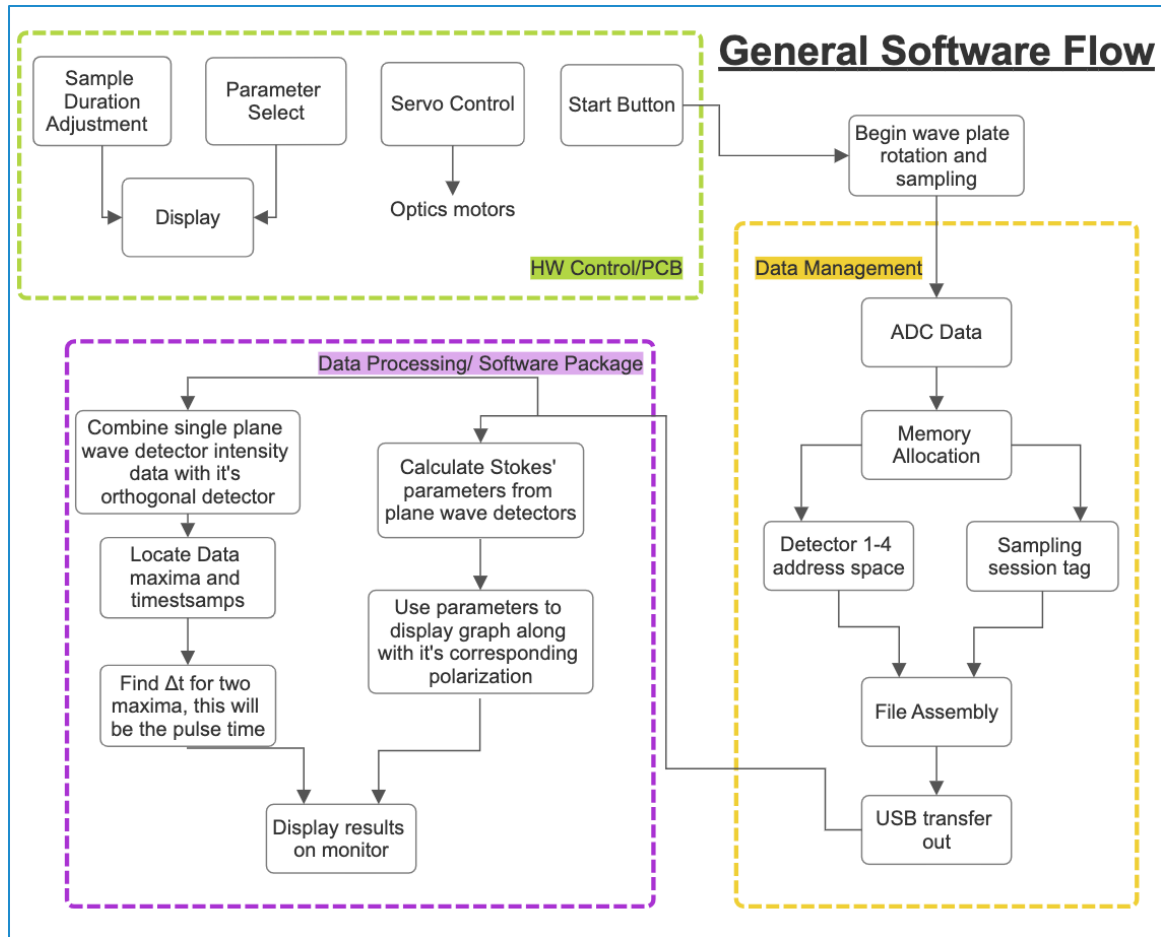 General Software Flow
Sample
Duration
Adjustment
Parameter
Select
Servo Control
Start Button
Display
Optics motors
HW Control/PCB
Begin wave plate
rotation and
sampling
Data Management
ADC Data
Memory
Allocation
Detector 1-4
address space
Sampling
session tag
File Assembly
USB transfer
out
Data Processing/ Software Package
Combine single plane
wave detector intensity
data with it's
orthogonal detector
Locate Data
maxima and
timestsamps
Find Δt for two
maxima, this will
be the pulse time
Calculate Stokes'
parameters from
plane wave detectors
Use parameters to
display graph along
with it's corresponding
polarization
Display results
on monitor